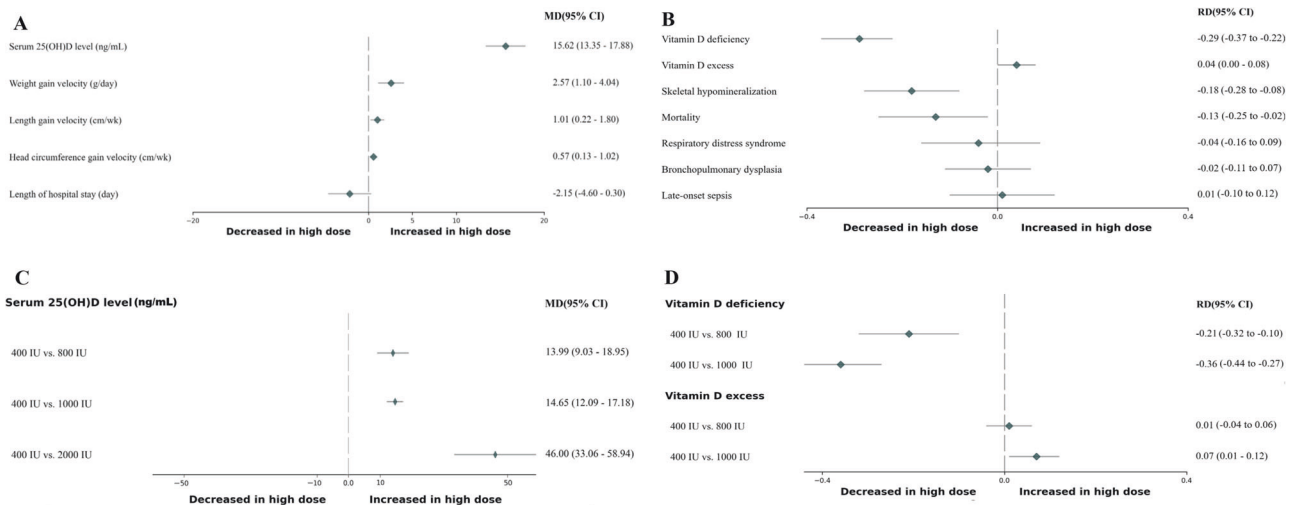 A
MD(95% CI)
Serum 25(OH)D level (ng/mL)
15.62 (13.35 - 17.88)
Weight gain velocity (g/day)
2.57 (1.10 - 4.04)
Length gain velocity (cm/wk)
1.01 (0.22 - 1.80)
Head circumference gain velocity (cm/wk)
0.57 (0.13 - 1.02)
Length of hospital stay (day)
-2.15 (-4.60 - 0.30)
−20 0 5 10 20
Decreased in high dose Increased in high dose
B
RD(95% CI)
Vitamin D deficiency
-0.29 (-0.37 to -0.22)
Vitamin D excess
0.04 (0.00 - 0.08)
Skeletal hypomineralization
-0.18 (-0.28 to -0.08)
Mortality
-0.13 (-0.25 to -0.02)
Respiratory distress syndrome
-0.04 (-0.16 to 0.09)
Bronchopulmonary dysplasia
-0.02 (-0.11 to 0.07)
Late-onset sepsis
0.01 (-0.10 to 0.12)
−0.4 0.0 0.4
Decreased in high dose Increased in high dose
C
Serum 25(OH)D level (ng/mL)
MD(95% CI)
400 IU vs. 800 IU
13.99 (9.03 - 18.95)
400 IU vs. 1000 IU
14.65 (12.09 - 17.18)
400 IU vs. 2000 IU
46.00 (33.06 - 58.94)
−50 0.0 10 50
Decreased in high dose Increased in high dose
D
Vitamin D deficiency
RD(95% CI)
400 IU vs. 800 IU
-0.21 (-0.32 to -0.10)
400 IU vs. 1000 IU
-0.36 (-0.44 to -0.27)
Vitamin D excess
400 IU vs. 800 IU
0.01 (-0.04 to 0.06)
400 IU vs. 1000 IU
0.07 (0.01 - 0.12)
−0.4 0.0 0.4
Decreased in high dose Increased in high dose